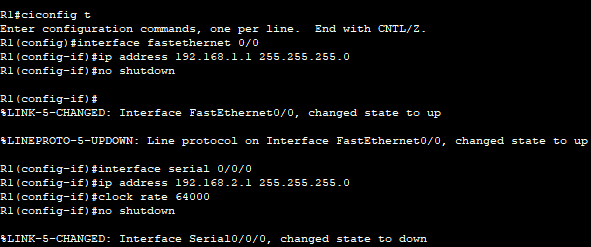 R1#ciconfig t
Enter configuration commands, one per line.  End with CNTL/Z.
R1(config)#interface fastethernet 0/0
R1(config-if)#ip address 192.168.1.1 255.255.255.0
R1(config-if)#no shutdown
R1(config-if)#
%LINK-5-CHANGED: Interface FastEthernet0/0, changed state to up
%LINEPROTO-5-UPDOWN: Line protocol on Interface FastEthernet0/0, changed state to up
R1(config-if)#interface serial 0/0/0
R1(config-if)#ip address 192.168.2.1 255.255.255.0
R1(config-if)#clock rate 64000
R1(config-if)#no shutdown
%LINK-5-CHANGED: Interface Serial0/0/0, changed state to down